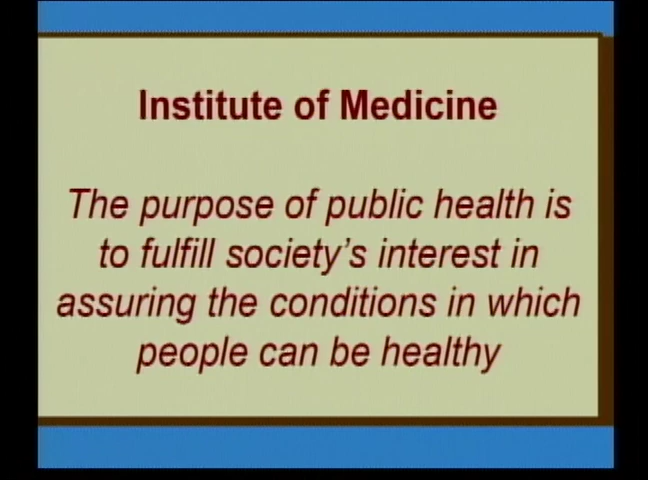 Institute of Medicine
The purpose of public health is
to fulfill society's interest in
assuring the conditions in which
people can be healthy